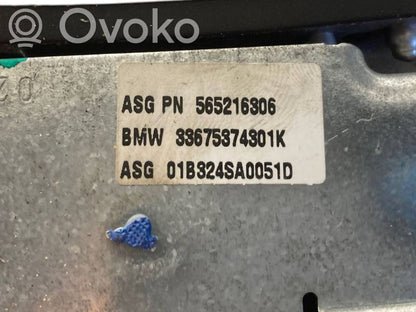 Ovoko
ASG PN 565216306
BMW 33675374301K
ASG 01B324SA0051D